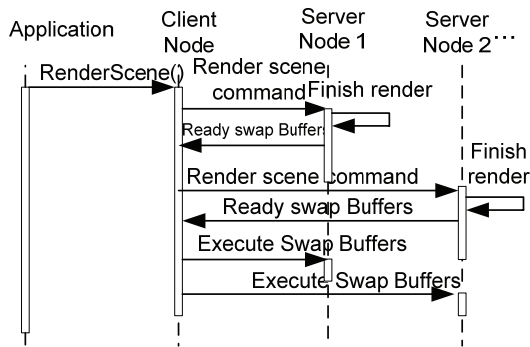 Application
Client
Node
Server
Node 1
Server
Node 2...
RenderScene()
Render scene
command
Finish render
Ready swap Buffers
Render scene command
Finish
render
Ready swap Buffers
Execute Swap Buffers
Execute Swap Buffers